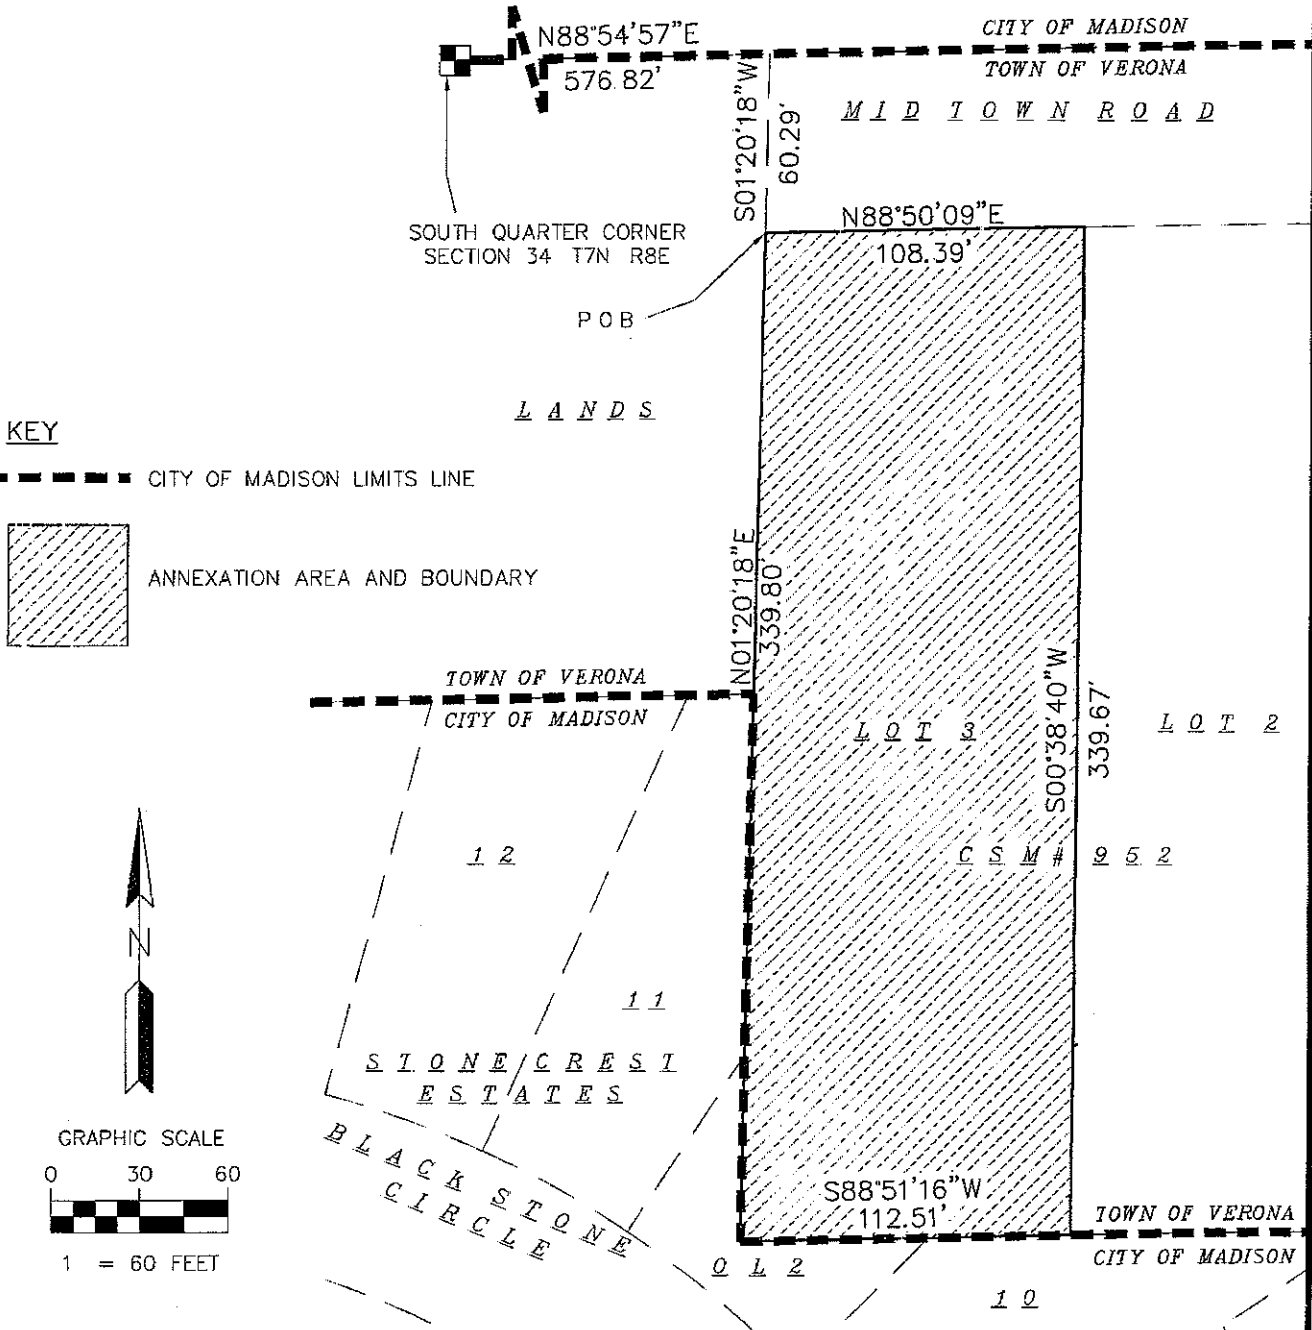 N88°54'57"E
576.82'
CITY OF MADISON
TOWN OF VERONA
MID TOWN ROAD
S01°20'18"W
60.29'
SOUTH QUARTER CORNER
SECTION 34 T7N R8E
N88°50'09"E
108.39'
POB
LANDS
KEY
CITY OF MADISON LIMITS LINE
ANNEXATION AREA AND BOUNDARY
N01°20'18"E
339.80'
TOWN OF VERONA
CITY OF MADISON
LOT 3
S00°38'40"W
339.67'
LOT 2
12
CSM# 952
N
11
STONE CREST
ESTATES
BLACK STONE
CIRCLE
GRAPHIC SCALE
0 30 60
1 = 60 FEET
S88°51'16"W
112.51'
TOWN OF VERONA
CITY OF MADISON
OL2
10